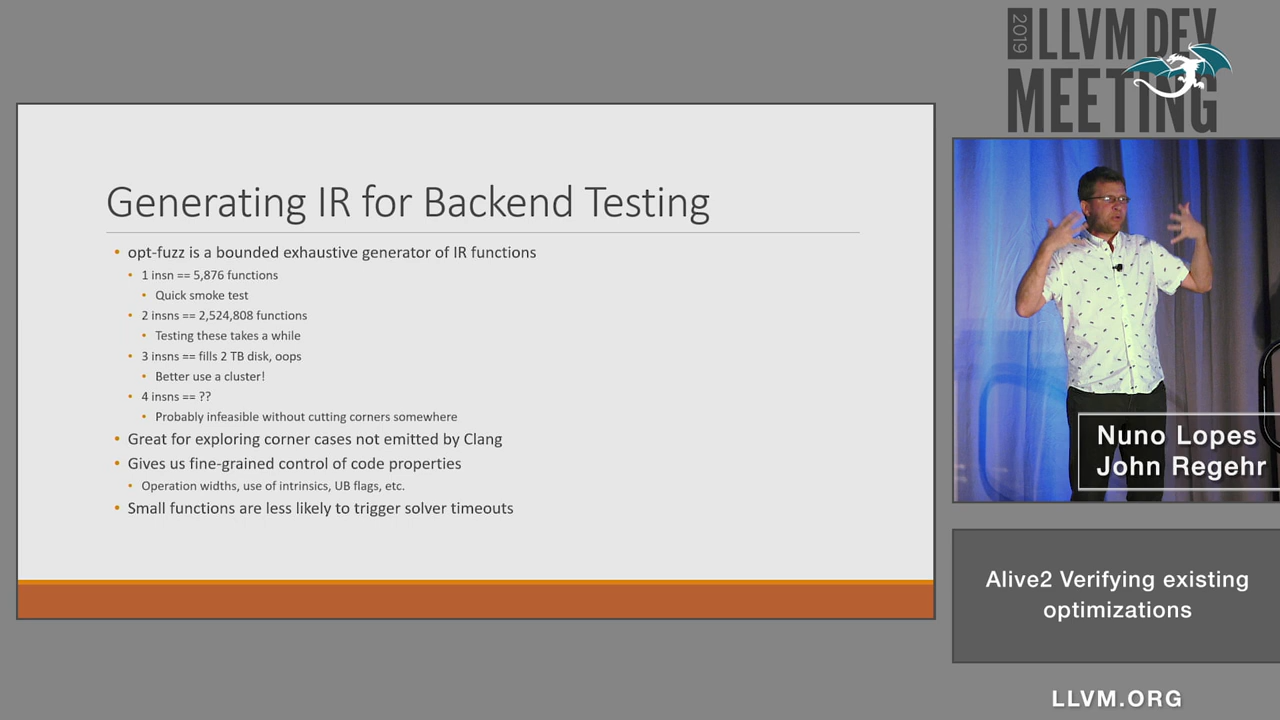 2019
LLVM DEV
MEETING
Generating IR for Backend Testing
• opt-fuzz is a bounded exhaustive generator of IR functions
• 1 insn == 5,876 functions
• Quick smoke test
• 2 insns == 2,524,808 functions
• Testing these takes a while
• 3 insns == fills 2 TB disk, oops
• Better use a cluster!
• 4 insns == ??
• Probably infeasible without cutting corners somewhere
• Great for exploring corner cases not emitted by Clang
• Gives us fine-grained control of code properties
• Operation widths, use of intrinsics, UB flags, etc.
• Small functions are less likely to trigger solver timeouts
Nuno Lopes
John Regehr
Alive2 Verifying existing
optimizations
LLVM.ORG